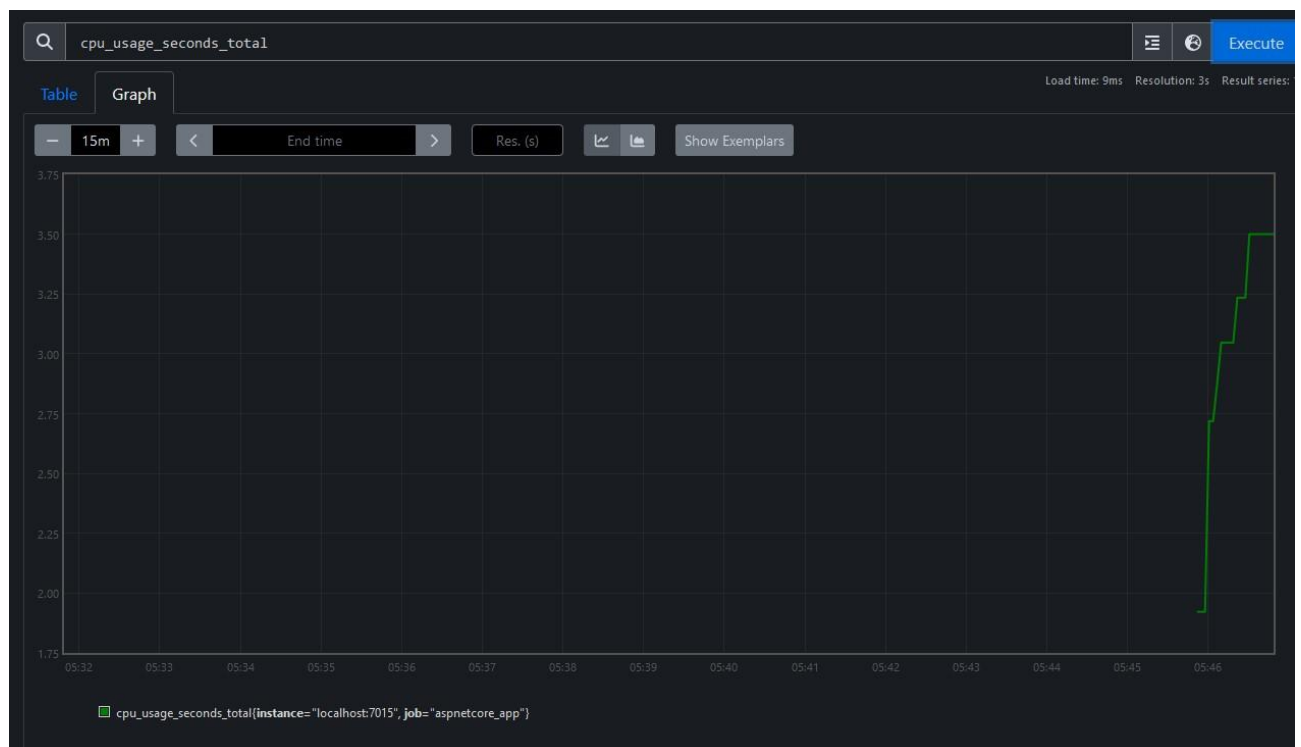 cpu_usage_seconds_total
Execute
Load time: 9ms Resolution: 3s Result series:
Table
Graph
15m
End time
Res. (s)
Show Exemplars
3.75
3.50
3.25
3.00
2.75
2.50
2.25
2.00
1.75
05:32 05:33 05:34 05:35 05:36 05:37 05:38 05:39 05:40 05:41 05:42 05:43 05:44 05:45 05:46
cpu_usage_seconds_total{instance="localhost:7015", job="aspnetcore_app"}